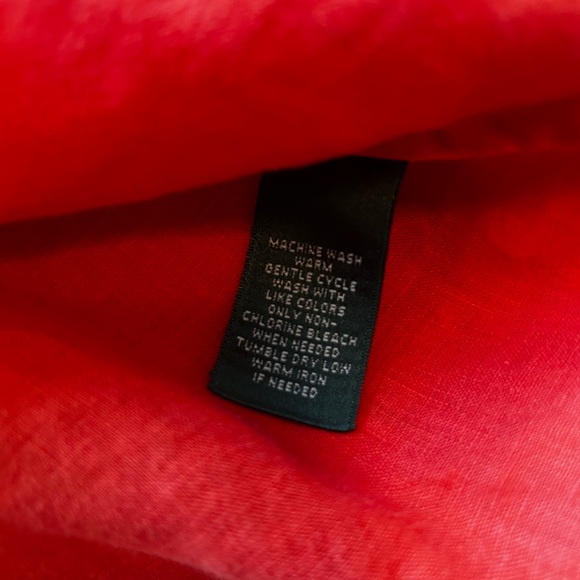 MACHINE WASH
WARM
GENTLE CYCLE
WASH WITH
LIKE COLORS
ONLY NON-
CHLORINE BLEACH
WHEN NEEDED
TUMBLE DRY LOW
WARM IRON
IF NEEDED